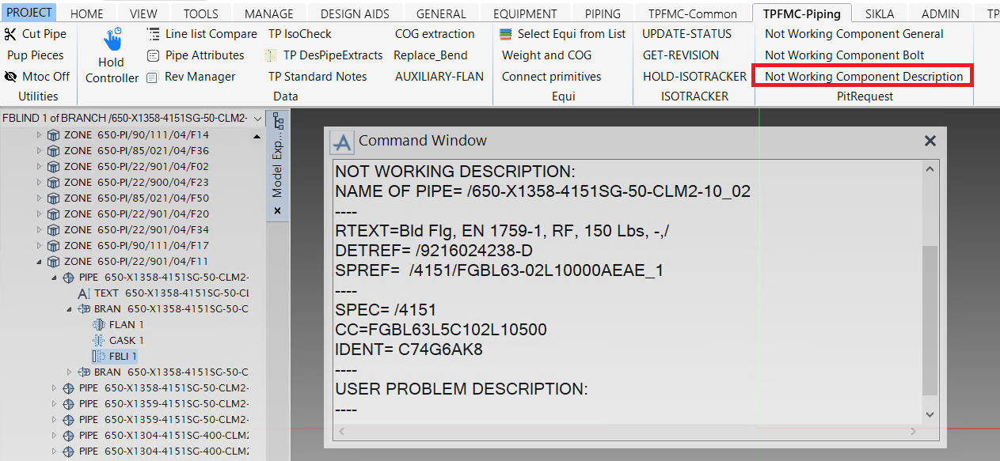 PROJECT HOME VIEW TOOLS MANAGE DESIGN AIDS GENERAL EQUIPMENT PIPING TPFMC-Common TPFMC-Piping SIKLA ADMIN TP
Cut Pipe
Pup Pieces
Mtoc Off
Utilities
Hold
Controller
Line list Compare
Pipe Attributes
Rev Manager
TP IsoCheck
TP DesPipeExtracts
TP Standard Notes
COG extraction
Replace_Bend
AUXILIARY-FLAN
Data
Select Equi from List
Weight and COG
Connect primitives
Equi
UPDATE-STATUS
GET-REVISION
HOLD-ISOTRACKER
ISOTRACKER
Not Working Component General
Not Working Component Bolt
Not Working Component Description
PitRequest
FBLIND 1 of BRANCH /650-X1358-4151SG-50-CLM2-
ZONE 650-PI/90/111/04/F14
ZONE 650-PI/85/021/04/F36
ZONE 650-PI/22/901/04/F02
ZONE 650-PI/22/900/04/F23
ZONE 650-PI/85/021/04/F50
ZONE 650-PI/22/901/04/F20
ZONE 650-PI/22/901/04/F34
ZONE 650-PI/90/111/04/F17
ZONE 650-PI/22/901/04/F11
PIPE 650-X1358-4151SG-50-CLM2-
TEXT 650-X1358-4151SG-50-CL
BRAN 650-X1358-4151SG-50-C
FLAN 1
GASK 1
FBLI 1
BRAN 650-X1358-4151SG-50-C
PIPE 650-X1358-4151SG-50-CLM2-
PIPE 650-X1359-4151SG-50-CLM2-
PIPE 650-X1359-4151SG-50-CLM2-
PIPE 650-X1304-4151SG-400-CLM2
PIPE 650-X1304-4151SG-400-CLM2
Model Exp...
Command Window
NOT WORKING DESCRIPTION:
NAME OF PIPE= /650-X1358-4151SG-50-CLM2-10_02
----
RTEXT=Bld Flg, EN 1759-1, RF, 150 Lbs, -,/
DETREF= /9216024238-D
SPREF= /4151/FGBL63-02L10000AEAE_1
----
SPEC= /4151
CC=FGBL63L5C102L10500
IDENT= C74G6AK8
----
USER PROBLEM DESCRIPTION:
----